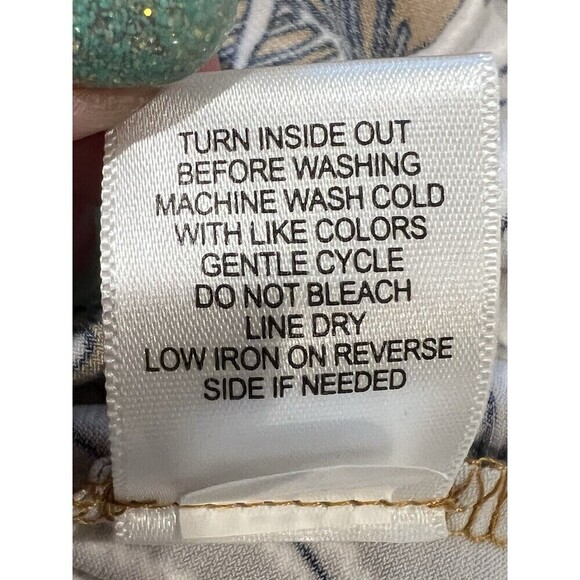 TURN INSIDE OUT
BEFORE WASHING
MACHINE WASH COLD
WITH LIKE COLORS
GENTLE CYCLE
DO NOT BLEACH
LINE DRY
LOW IRON ON REVERSE
SIDE IF NEEDED